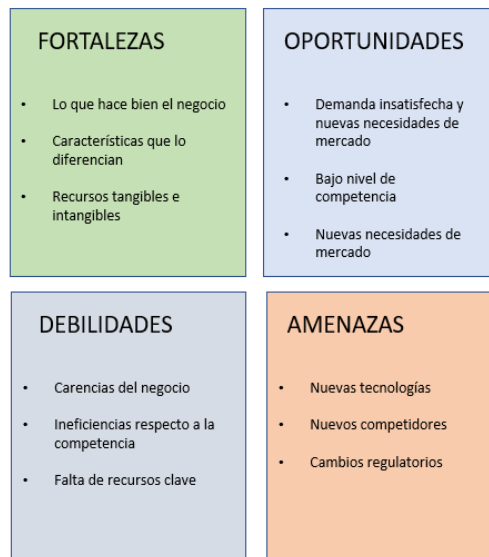 FORTALEZAS
• Lo que hace bien el negocio
• Características que lo
diferencian
• Recursos tangibles e
intangibles
OPORTUNIDADES
• Demanda insatisfecha y
nuevas necesidades de
mercado
• Bajo nivel de
competencia
• Nuevas necesidades de
mercado
DEBILIDADES
• Carencias del negocio
• Ineficiencias respecto a la
competencia
• Falta de recursos clave
AMENAZAS
• Nuevas tecnologías
• Nuevos competidores
• Cambios regulatorios